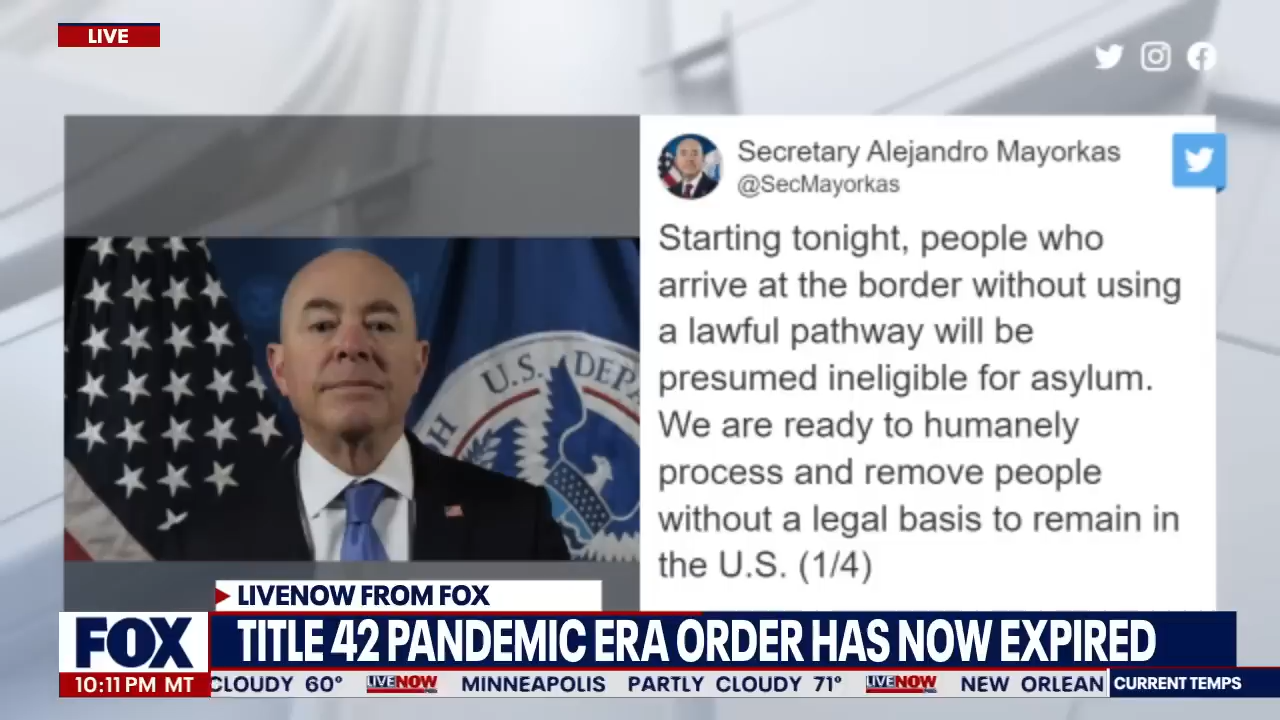 LIVE
Secretary Alejandro Mayorkas
@SecMayorkas
Starting tonight, people who
arrive at the border without using
a lawful pathway will be
presumed ineligible for asylum.
We are ready to humanely
process and remove people
without a legal basis to remain in
the U.S. (1/4)
U.S. DEPA
LIVENOW FROM FOX
FOX
TITLE 42 PANDEMIC ERA ORDER HAS NOW EXPIRED
10:11 PM MT
CLOUDY 60° LIVENOW MINNEAPOLIS PARTLY CLOUDY 71° LIVENOW NEW ORLEAN
CURRENT TEMPS